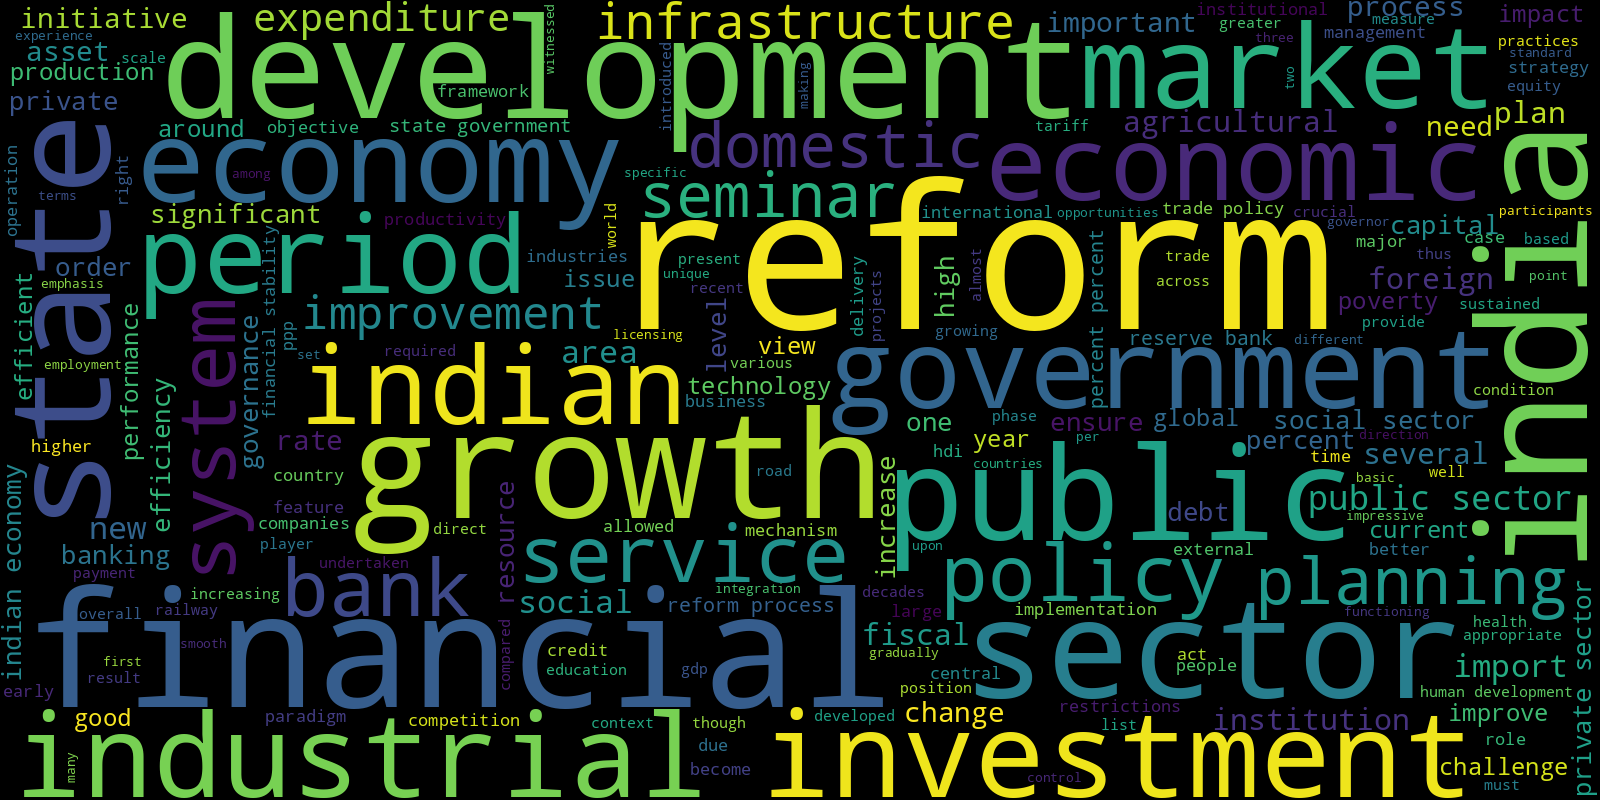 initiative
expenditure
infrastructure
important
institutional
process
impact
experience
asset
scale
witnessed
development
market
greater
measure
three
management
practices
standard
strategy
equity
production
private
framework
introduced
making
two
plan
need
around
objective
state government
domestic
tariff
agricultural
economic
state
economy
among
right
operation
terms
specific
seminar
reform
india
significant
productivity
world
international
opportunities
trade policy
crucial
governor
capital
participants
period
order
emphasis
industries
issue
present
unique
recent
almost
delivery
projects
high
trade
across
major
thus
case
based
point
foreign
poverty
sustained
provide
percent percent
efficient
employment
performance
system
governance
financial stability
ppp
set
improvement
required
licensing
level
growing
reserve bank
different
indian
area
view
various
technology
business
government
condition
higher
efficiency
rate
country
feature
companies
player
growth
road
one
phase
ensure
global
social sector
year
hdi
countries
per
percent
direction
time
several
well
basic
public
public sector
impressive
current
better
debt
external
increase
upon
new
banking
payment
indian economy
direct
resource
allowed
mechanism
service
undertaken
increasing
bank
integration
social
reform process
decades
large
policy planning
implementation
functioning
health
appropriate
overall
railway
smooth
financial
compared
credit
education
gdp
fiscal
gradually
central
position
sector
act
people
import
human development
private sector
first
result
early
good
paradigm
competition
context
though
developed
change
restrictions
list
institution
improve
role
industrial
many
due
become
investment
control
challenge
must